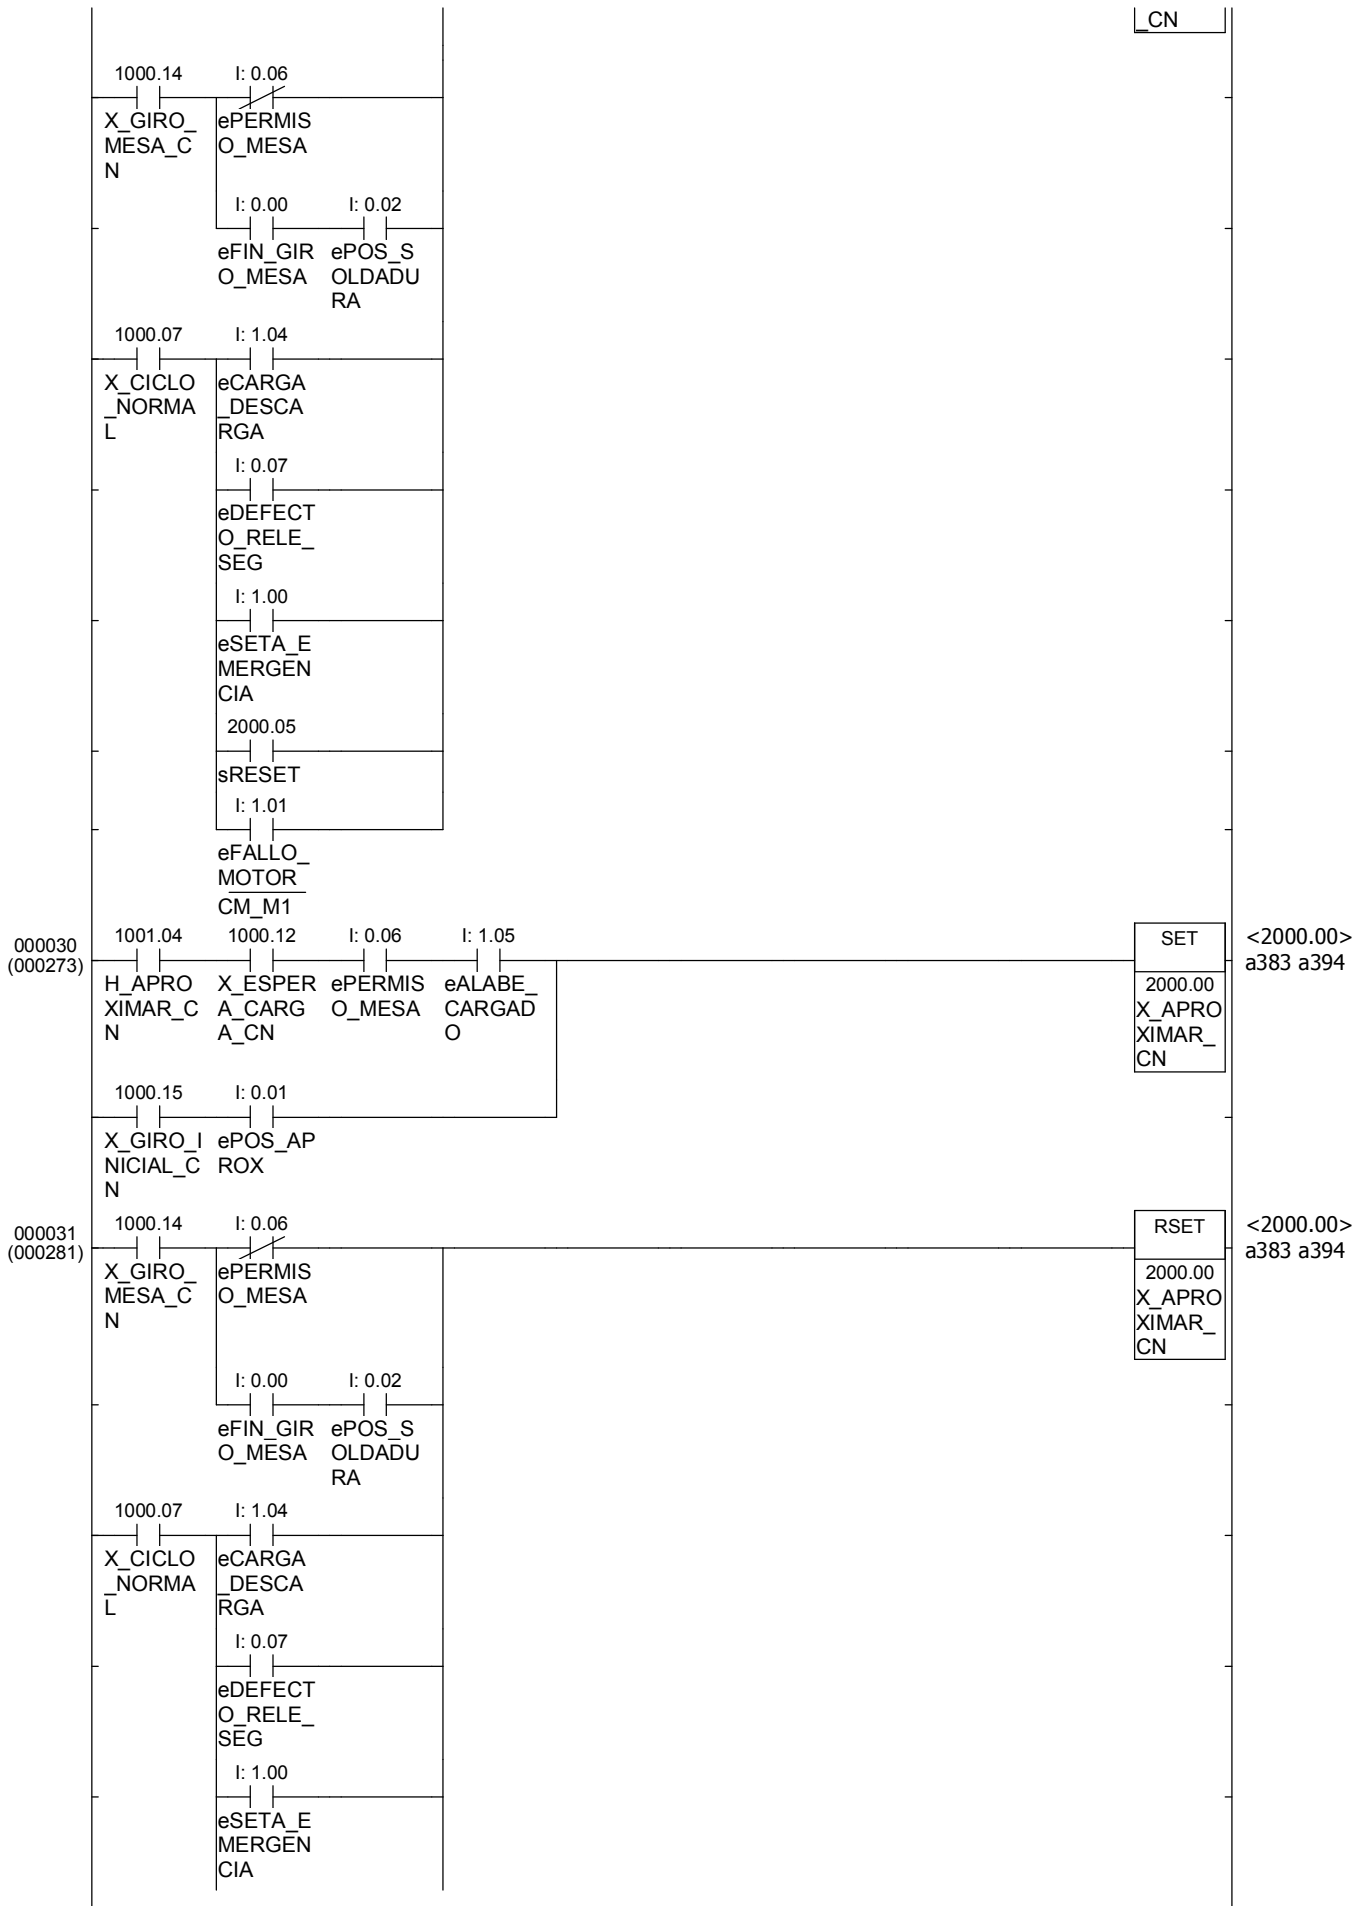 _CN
1000.14 I: 0.06
X_GIRO_ ePERMIS
MESA_C O_MESA
N
I: 0.00 I: 0.02
eFIN_GIR ePOS_S
O_MESA OLDADU
RA
1000.07 I: 1.04
X_CICLO eCARGA
_NORMA _DESCA
L RGA
I: 0.07
eDEFECT
O_RELE_
SEG
I: 1.00
eSETA_E
MERGEN
CIA
2000.05
sRESET
I: 1.01
eFALLO_
MOTOR
CM_M1
000030 1001.04 1000.12 I: 0.06 I: 1.05 SET <2000.00>
(000273) a383 a394
H_APRO X_ESPER ePERMIS eALABE_ 2000.00
XIMAR_C A_CARG O_MESA CARGAD X_APRO
N A_CN O XIMAR_
CN
1000.15 I: 0.01
X_GIRO_I ePOS_AP
NICIAL_C ROX
N
000031 1000.14 I: 0.06 RSET <2000.00>
(000281) a383 a394
X_GIRO_ ePERMIS 2000.00
MESA_C O_MESA X_APRO
N XIMAR_
CN
I: 0.00 I: 0.02
eFIN_GIR ePOS_S
O_MESA OLDADU
RA
1000.07 I: 1.04
X_CICLO eCARGA
_NORMA _DESCA
L RGA
I: 0.07
eDEFECT
O_RELE_
SEG
I: 1.00
eSETA_E
MERGEN
CIA